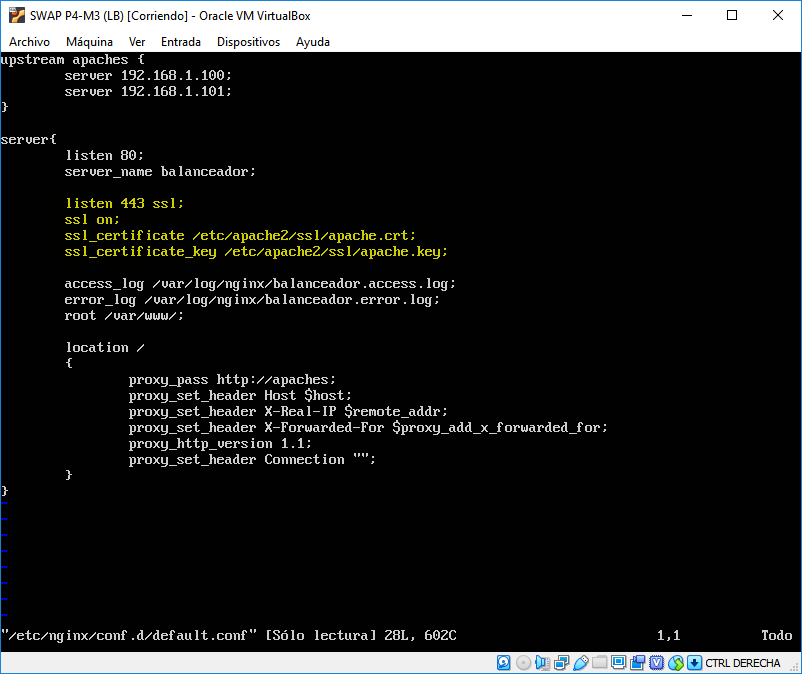 SWAP P4-M3 (LB) [Corriendo] - Oracle VM VirtualBox
Archivo Máquina Ver Entrada Dispositivos Ayuda
upstream apaches {
        server 192.168.1.100;
        server 192.168.1.101;
}

server{
        listen 80;
        server_name balanceador;

        listen 443 ssl;
        ssl on;
        ssl_certificate /etc/apache2/ssl/apache.crt;
        ssl_certificate_key /etc/apache2/ssl/apache.key;

        access_log /var/log/nginx/balanceador.access.log;
        error_log /var/log/nginx/balanceador.error.log;
        root /var/www/;

        location /
        {
                proxy_pass http://apaches;
                proxy_set_header Host $host;
                proxy_set_header X-Real-IP $remote_addr;
                proxy_set_header X-Forwarded-For $proxy_add_x_forwarded_for;
                proxy_http_version 1.1;
                proxy_set_header Connection "";
        }
}
~
~
~
~
~
~
~
~
"/etc/nginx/conf.d/default.conf" [Sólo lectura] 28L, 602C 1,1 Todo
CTRL DERECHA